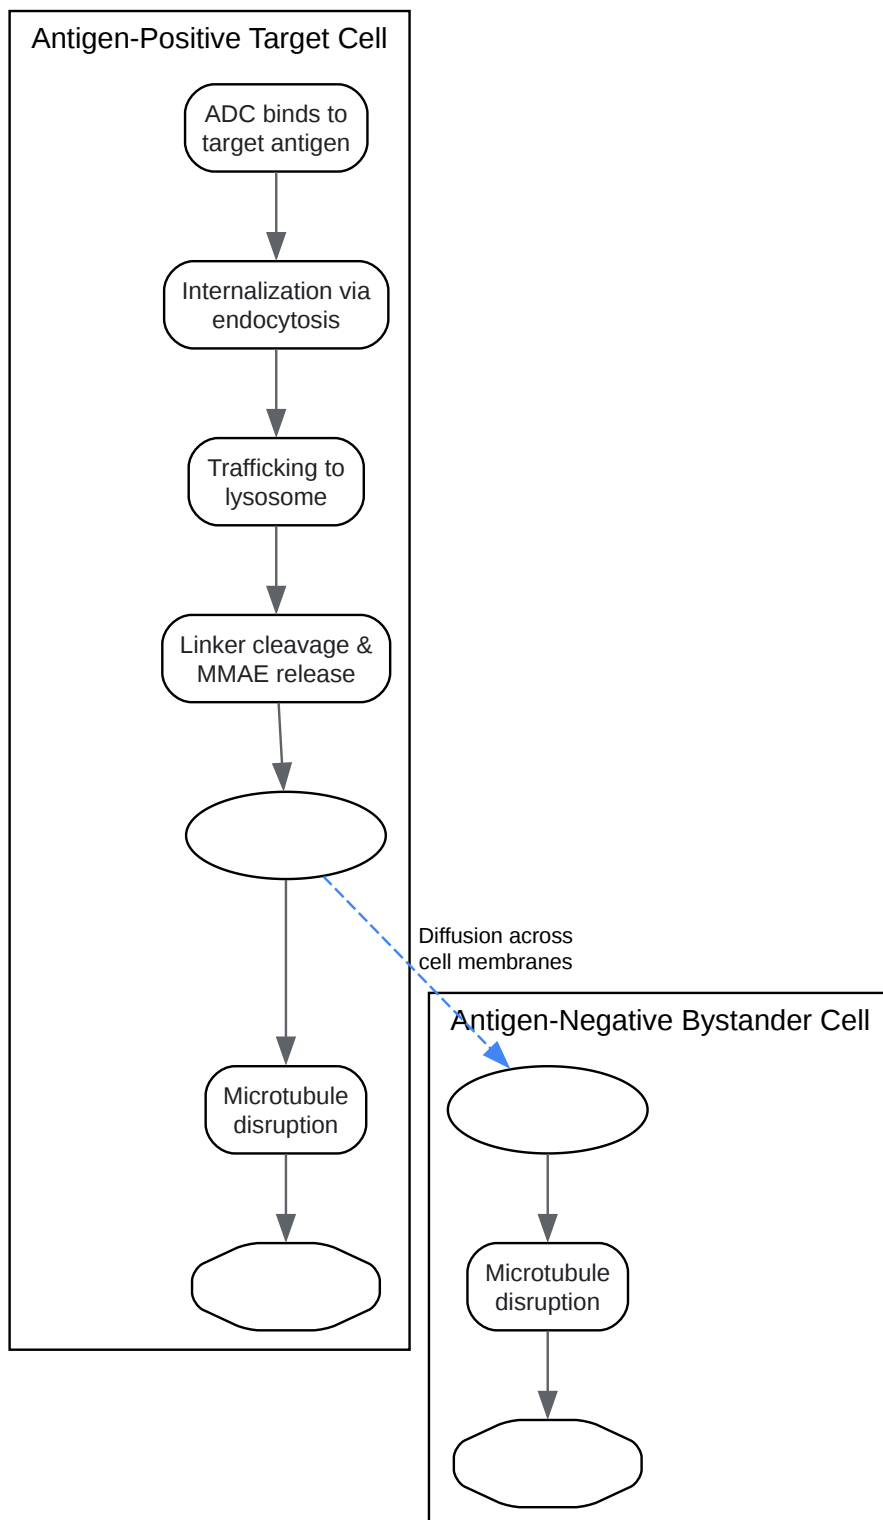 Antigen-Positive Target Cell
ADC binds to
target antigen
Internalization via
endocytosis
Trafficking to
lysosome
Linker cleavage &
MMAE release
Diffusion across
cell membranes
Antigen-Negative Bystander Cell
Microtubule
disruption
Microtubule
disruption